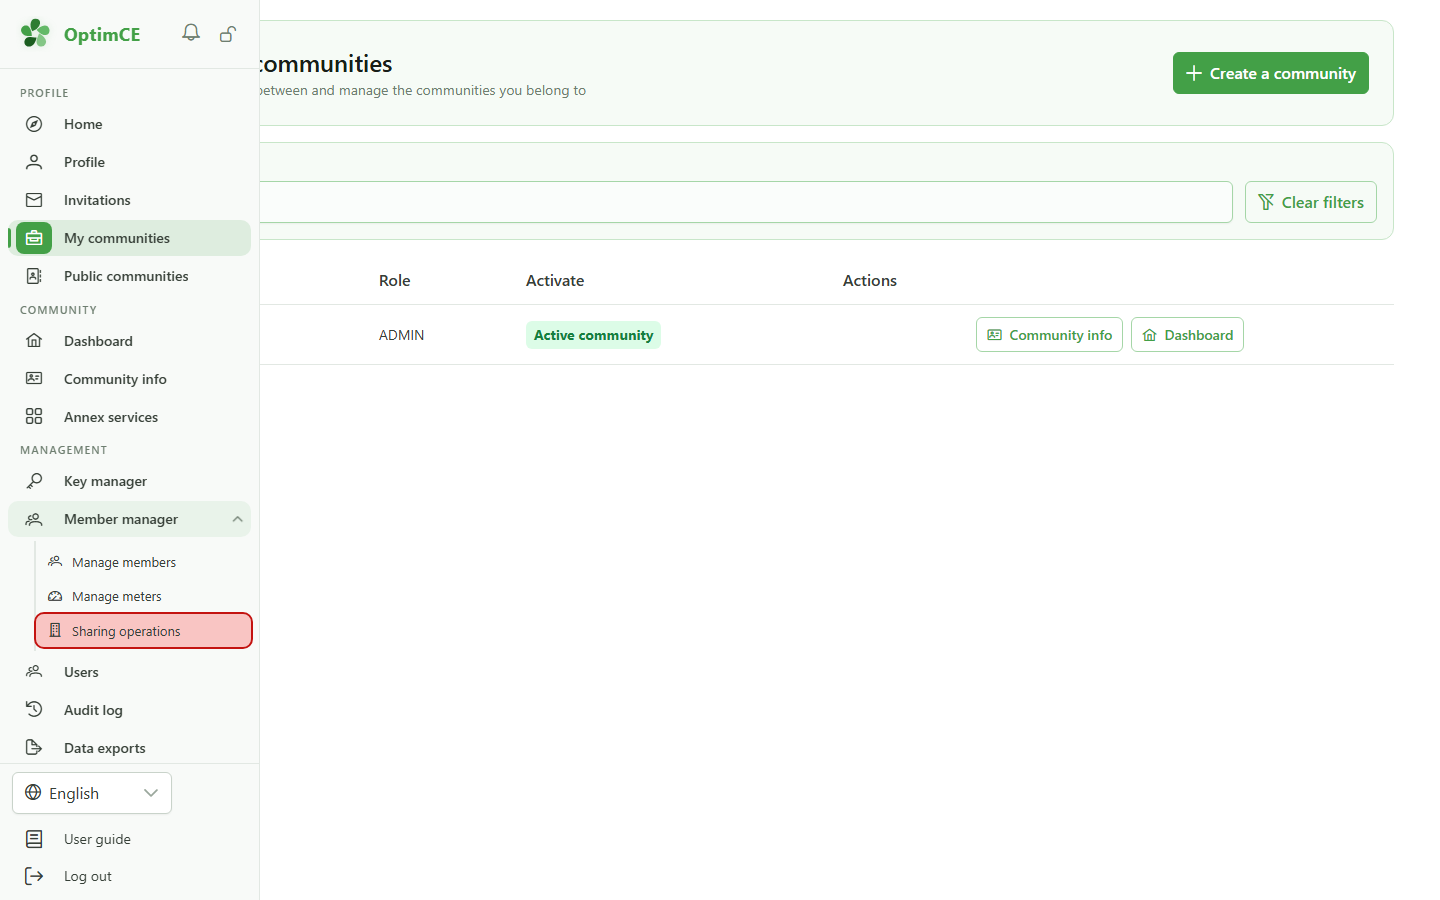 OptimCE
PROFILE
Home
Profile
Invitations
My communities
Public communities
COMMUNITY
Dashboard
Community info
Annex services
MANAGEMENT
Key manager
Member manager
Manage members
Manage meters
Sharing operations
Users
Audit log
Data exports
English
User guide
Log out
communities
between and manage the communities you belong to
Create a community
Clear filters
Role Activate Actions
ADMIN Active community Community info Dashboard